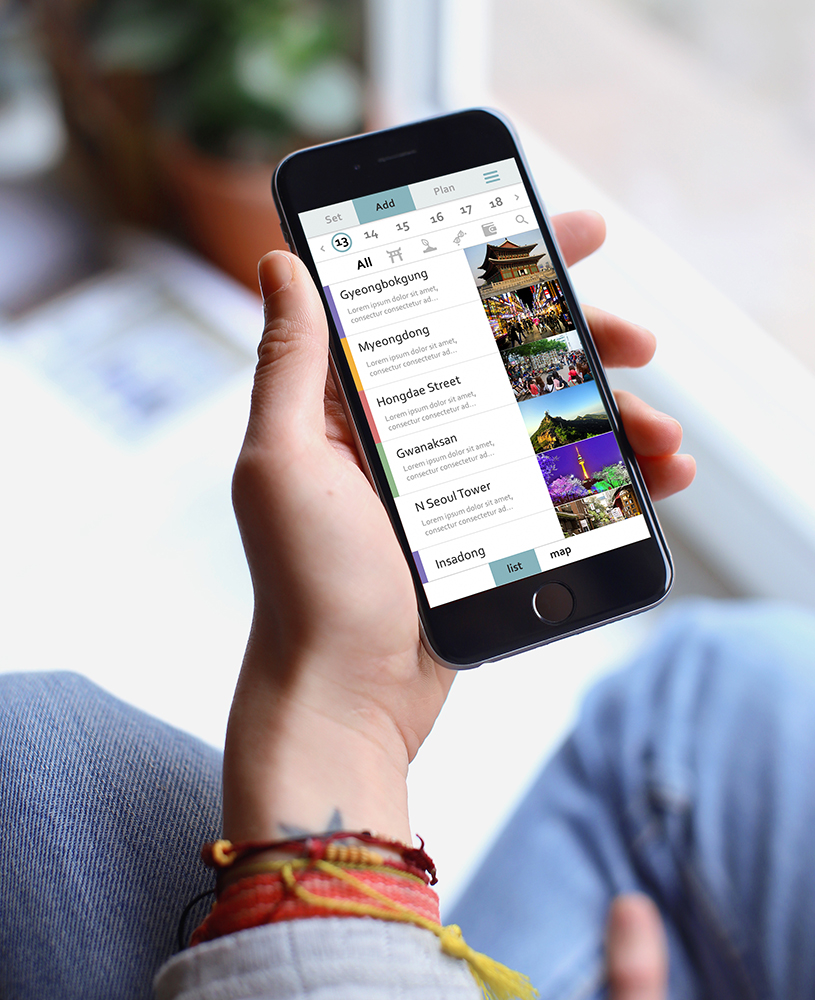 Set Add Plan
13 14 15 16 17 18
All
Gyeongbokgung
Lorem ipsum dolor sit amet,
consectur consectetur ad...
Myeongdong
Lorem ipsum dolor sit amet,
consectur consectetur ad...
Hongdae Street
Lorem ipsum dolor sit amet,
consectur consectetur ad...
Gwanaksan
Lorem ipsum dolor sit amet,
consectur consectetur ad...
N Seoul Tower
Lorem ipsum dolor sit amet,
consectur consectetur ad...
Insadong
list map